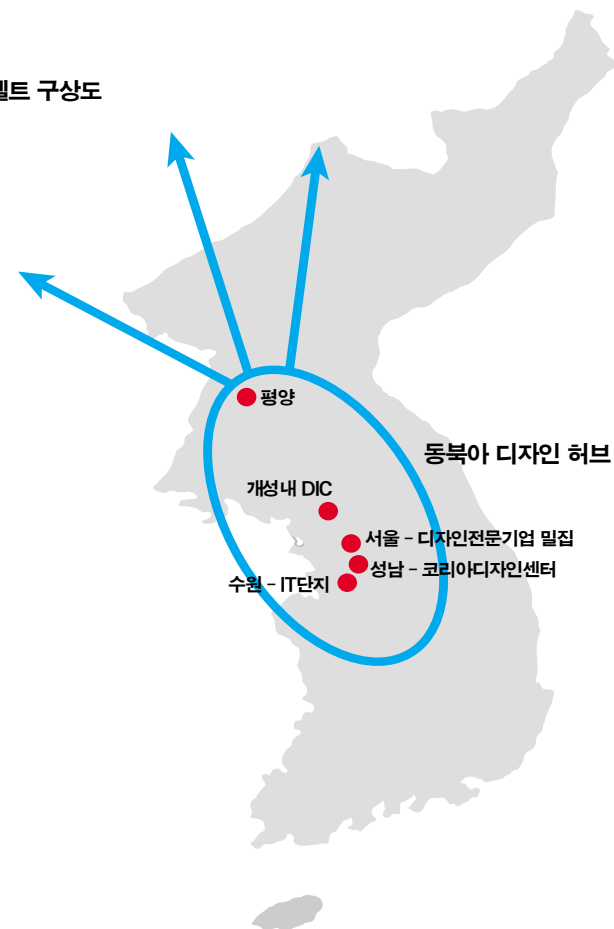 벨트 구상도
평양
동북아 디자인 허브
개성내 DIC
서울 - 디자인전문기업 밀집
성남 - 코리아디자인센터
수원 - IT단지